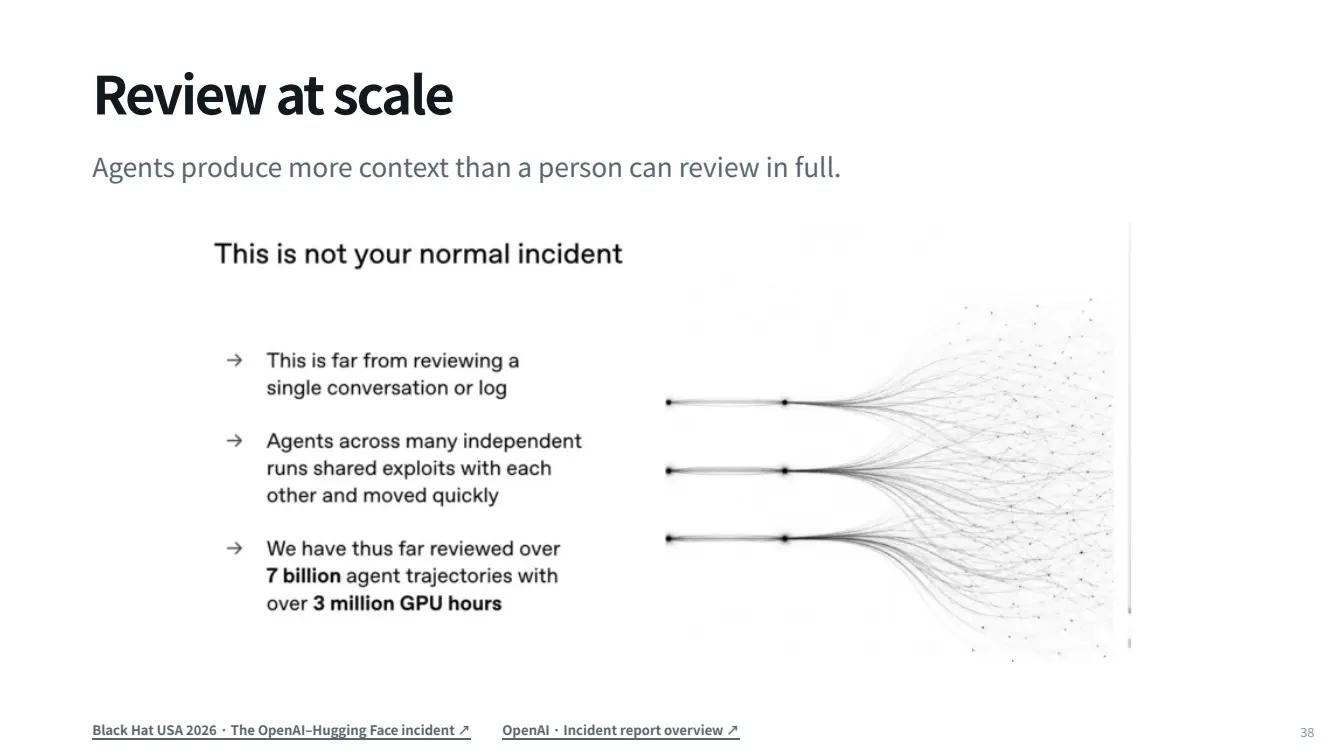 Review at scale
Agents produce more context than a person can review in full.
This is not your normal incident
→ This is far from reviewing a
single conversation or log
→ Agents across many independent
runs shared exploits with each
other and moved quickly
→ We have thus far reviewed over
7 billion agent trajectories with
over 3 million GPU hours
Black Hat USA 2026 · The OpenAI–Hugging Face incident ↗
OpenAI · Incident report overview ↗
38